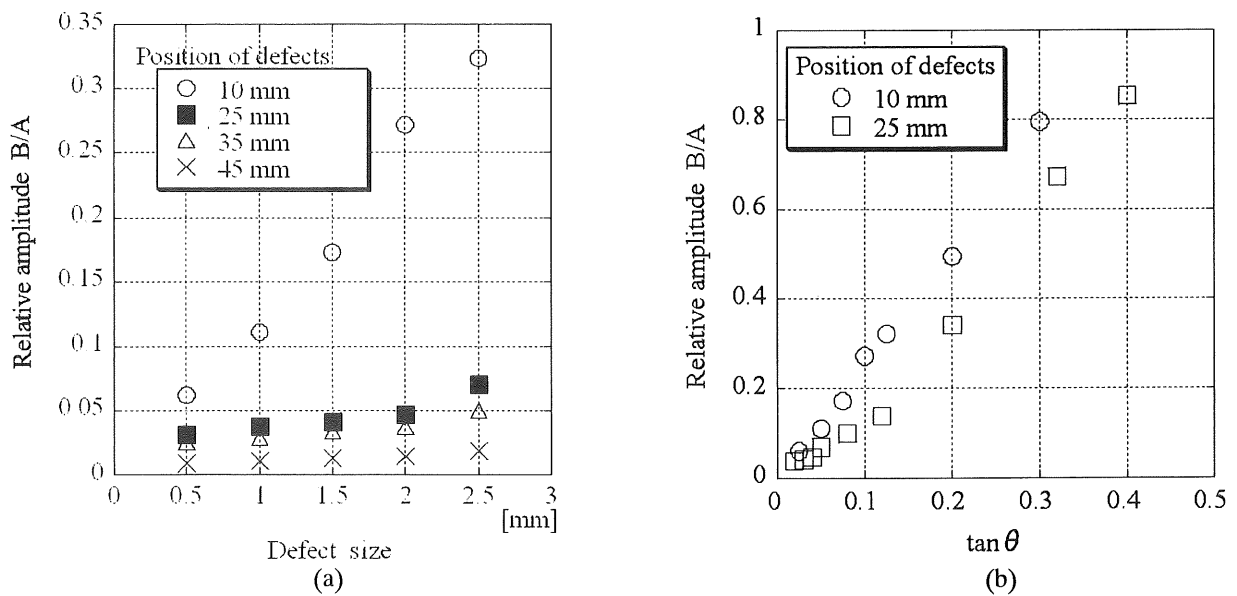 0.35
0.3
0.25
0.2
0.15
0.1
0.05
0
Relative amplitude B/A
Position of defects
10 mm
25 mm
35 mm
45 mm
0 0.5 1 1.5 2 2.5 3
[mm]
Defect size
(a)
1
0.8
0.6
0.4
0.2
0
Relative amplitude B/A
Position of defects
10 mm
25 mm
0 0.1 0.2 0.3 0.4 0.5
tan θ
(b)